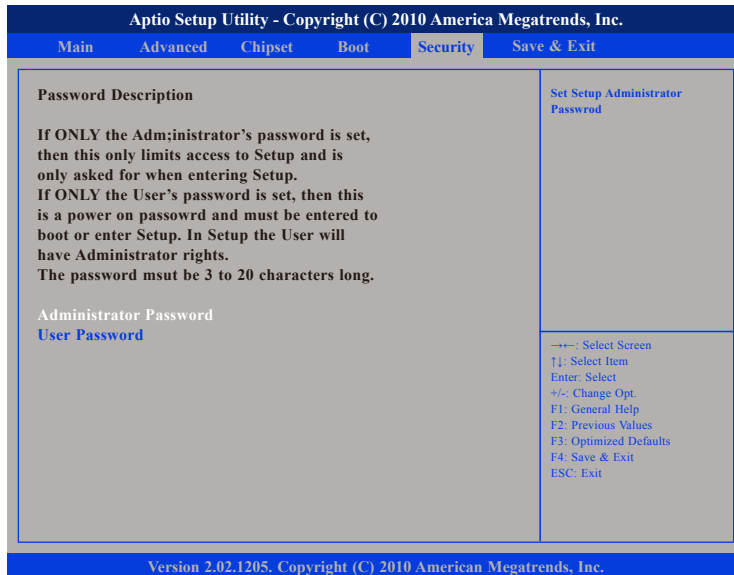 Aptio Setup Utility - Copyright (C) 2010 America Megatrends, Inc.
Main Advanced Chipset Boot Security Save & Exit
Password Description
If ONLY the Adm;inistrator's password is set,
then this only limits access to Setup and is
only asked for when entering Setup.
If ONLY the User's password is set, then this
is a power on passowrd and must be entered to
boot or enter Setup. In Setup the User will
have Administrator rights.
The password msut be 3 to 20 characters long.
Administrator Password
User Password
Set Setup Administrator
Passwrod
→←: Select Screen
↑↓: Select Item
Enter: Select
+/-: Change Opt.
F1: General Help
F2: Previous Values
F3: Optimized Defaults
F4: Save & Exit
ESC: Exit
Version 2.02.1205. Copyright (C) 2010 American Megatrends, Inc.